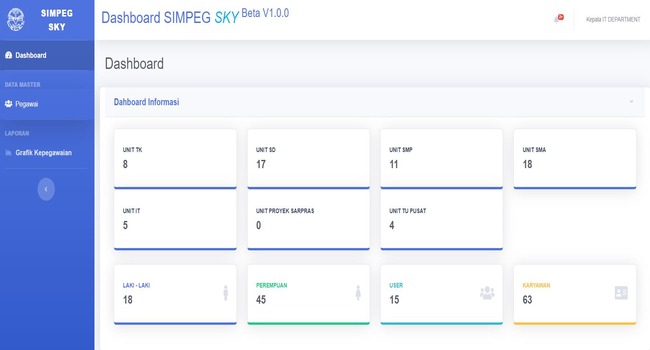 SIMPEG
SKY
Dashboard SIMPEG SKY Beta V1.0.0
Kepala IT DEPARTMENT
Dashboard
Dashboard
DATA MASTER
Dahboard Informasi
Pegawai
LAPORAN
Grafik Kepegawaian
UNIT TK
8
UNIT SD
17
UNIT SMP
11
UNIT SMA
18
UNIT IT
5
UNIT PROYEK SARPRAS
0
UNIT TU PUSAT
4
LAKI - LAKI
18
PEREMPUAN
45
USER
15
KARYAWAN
63